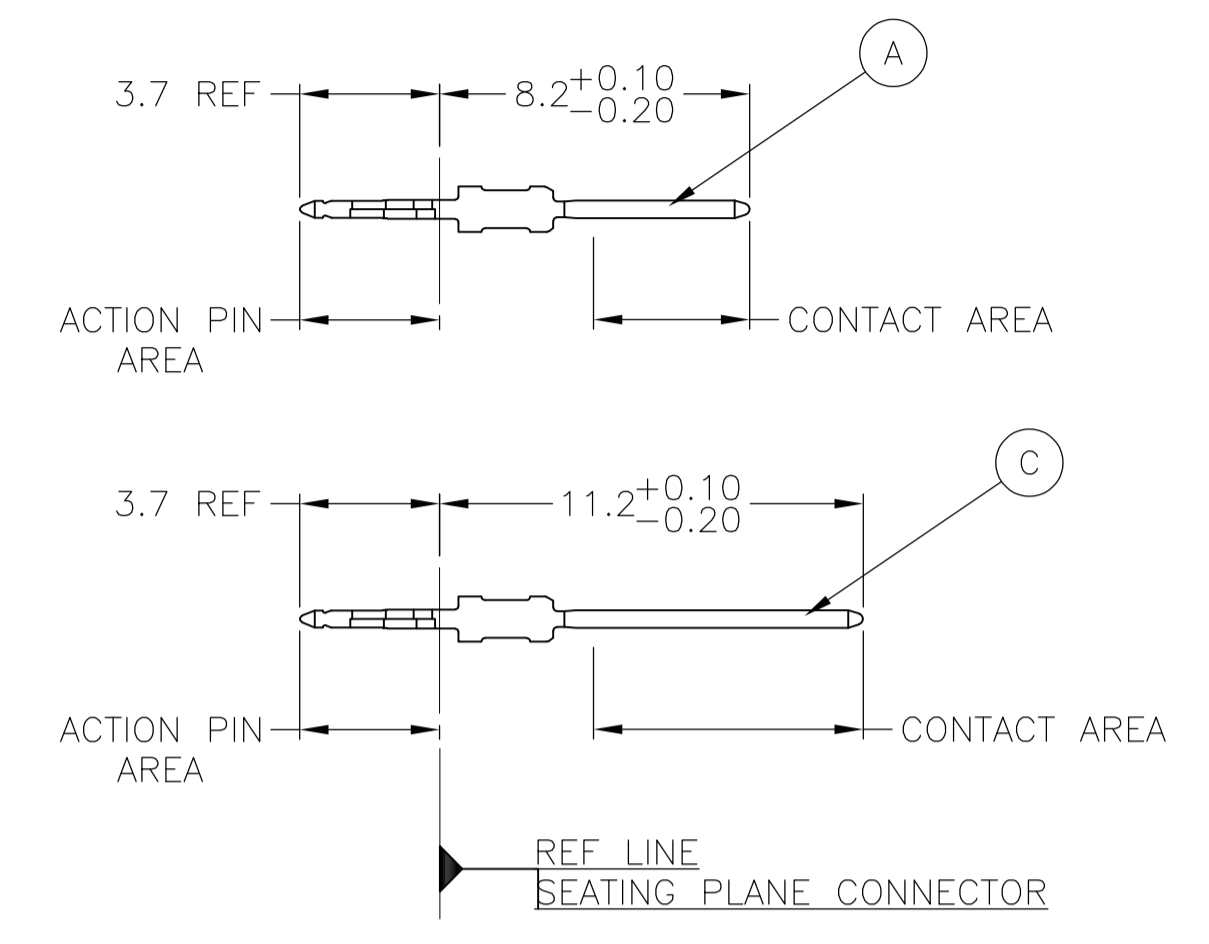 A
3.7 REF
8.2 +0.10
−0.20
ACTION PIN
AREA
CONTACT AREA
C
3.7 REF
11.2 +0.10
−0.20
ACTION PIN
AREA
CONTACT AREA
REF LINE
SEATING PLANE CONNECTOR